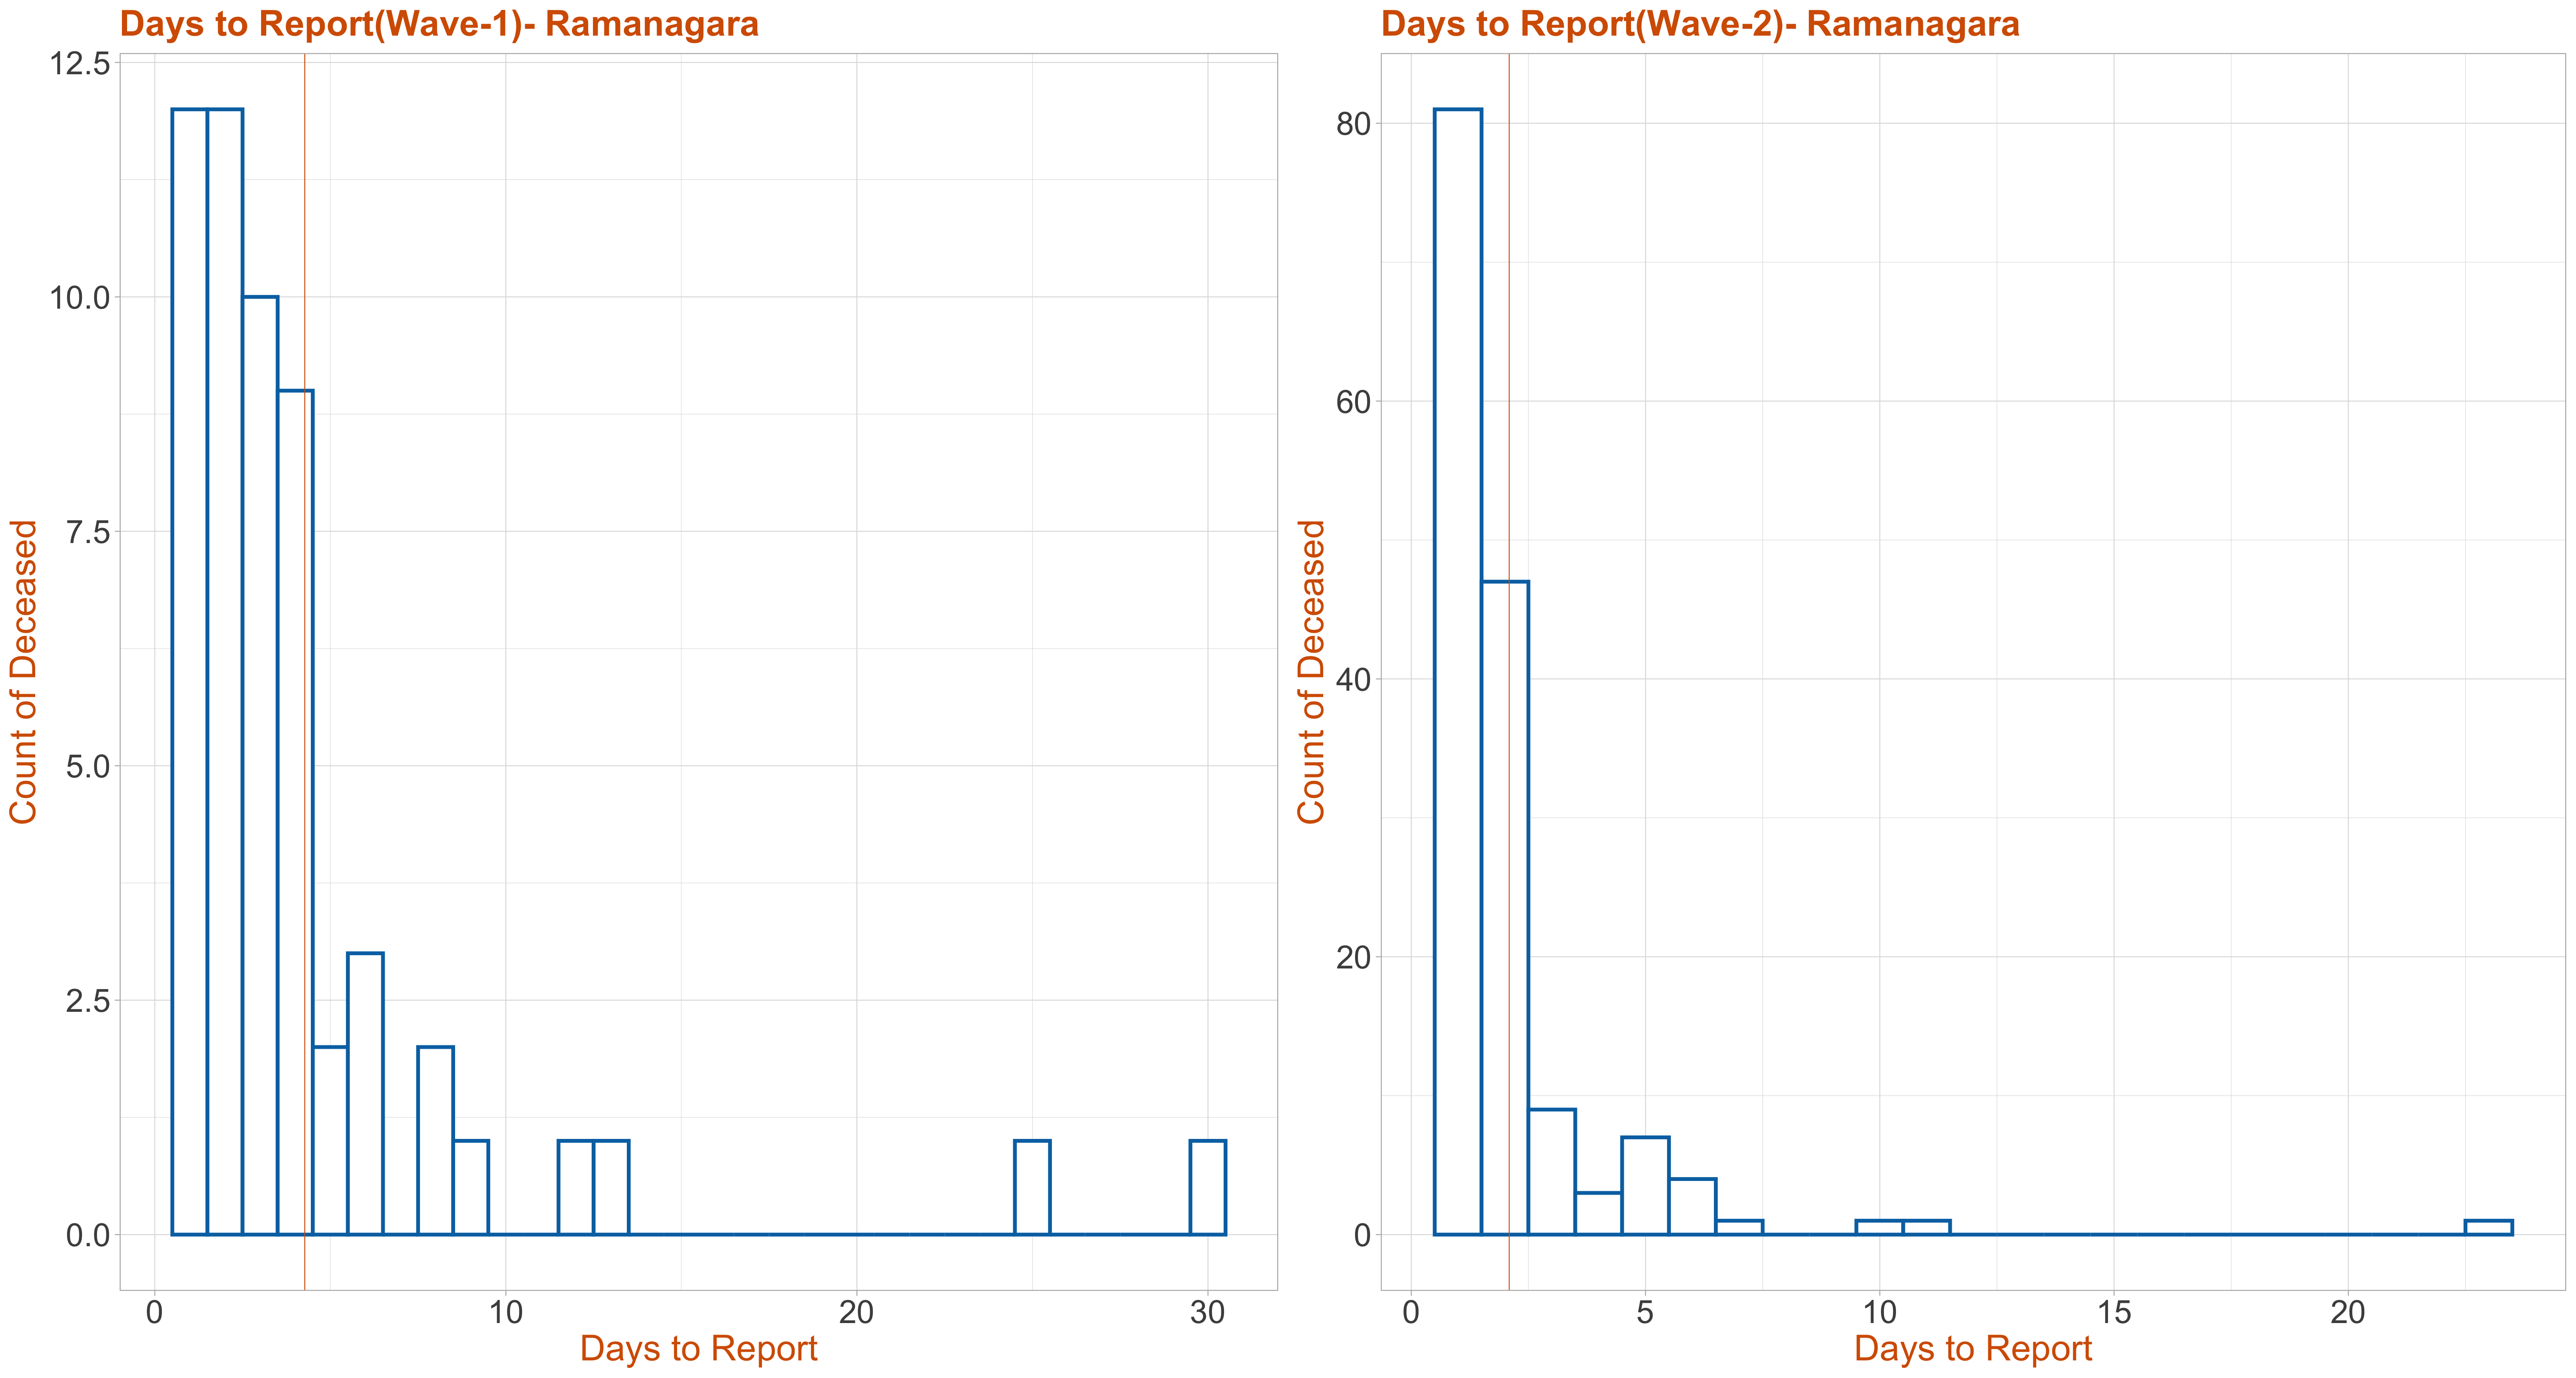 Days to Report(Wave-1)- Ramanagara
Count of Deceased
12.5
10.0
7.5
5.0
2.5
0.0
0 10 20 30
Days to Report
Days to Report(Wave-2)- Ramanagara
Count of Deceased
80
60
40
20
0
0 5 10 15 20
Days to Report